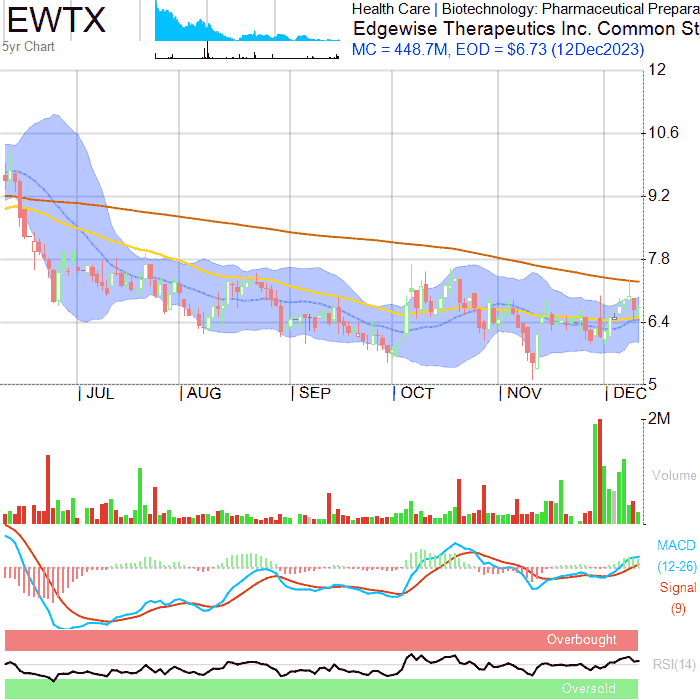 EWTX
5yr Chart
Health Care | Biotechnology: Pharmaceutical Prepara
Edgewise Therapeutics Inc. Common St
MC = 448.7M, EOD = $6.73 (12Dec2023)
12
10.6
9.2
7.8
6.4
5
| JUL | AUG | SEP | OCT | NOV | DEC
2M
Volume
MACD
(12-26)
Signal
(9)
Overbought
RSI(14)
Oversold